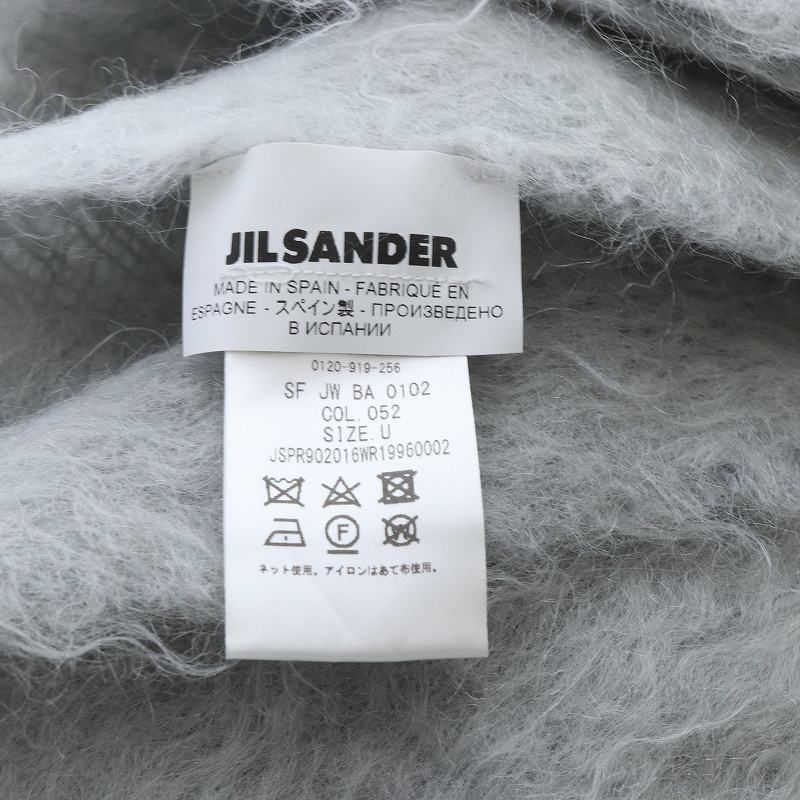 JIL SANDER
MADE IN SPAIN - FABRIQUÉ EN
ESPAGNE - スペイン製 - ПРОИЗВЕДЕНО
В ИСПАНИИ
0120-919-256
SF JW BA 0102
COL.052
SIZE.U
JSPR902016WR19960002
F
W
ネット使用。アイロンはあて布使用。